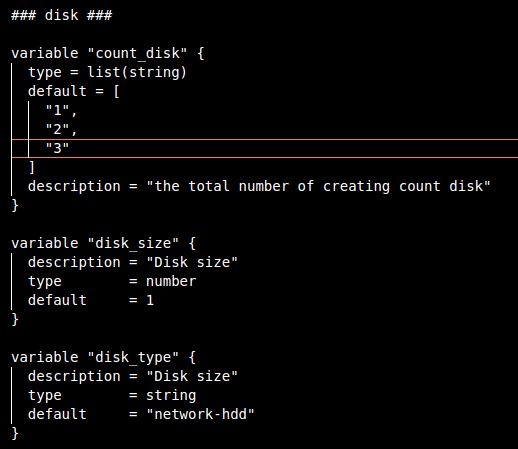 ### disk ###
variable "count_disk" {
type = list(string)
default = [
"1",
"2",
"3"
]
description = "the total number of creating count disk"
}
variable "disk_size" {
description = "Disk size"
type        = number
default     = 1
}
variable "disk_type" {
description = "Disk size"
type        = string
default     = "network-hdd"
}